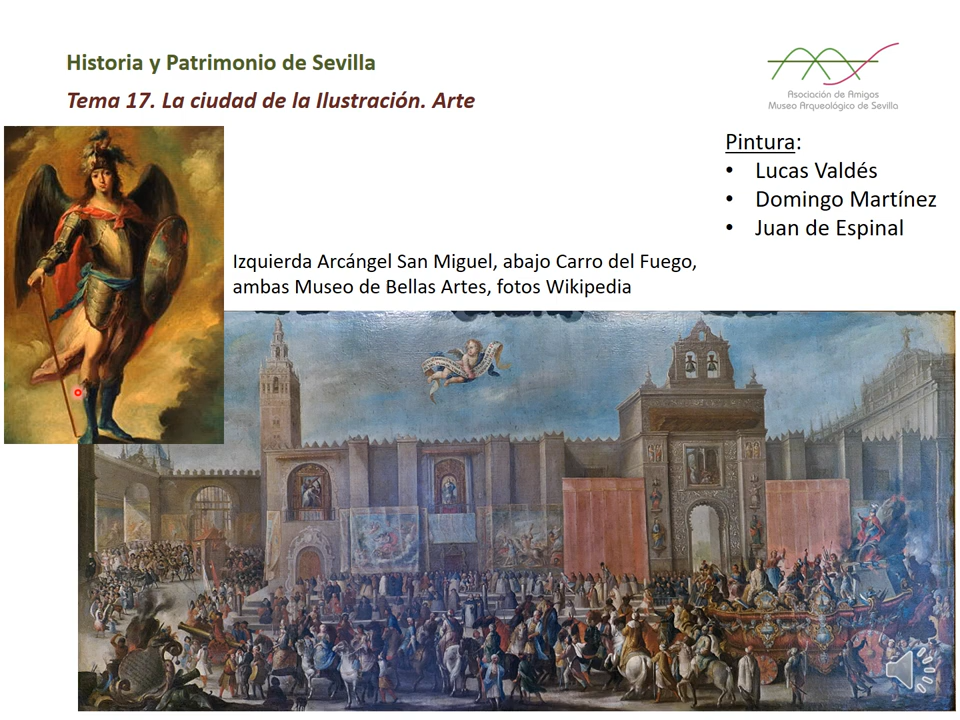 Historia y Patrimonio de Sevilla
Tema 17. La ciudad de la Ilustración. Arte
Asociación de Amigos
Museo Arqueológico de Sevilla
Pintura:
• Lucas Valdés
• Domingo Martínez
• Juan de Espinal
Izquierda Arcángel San Miguel, abajo Carro del Fuego,
ambas Museo de Bellas Artes, fotos Wikipedia